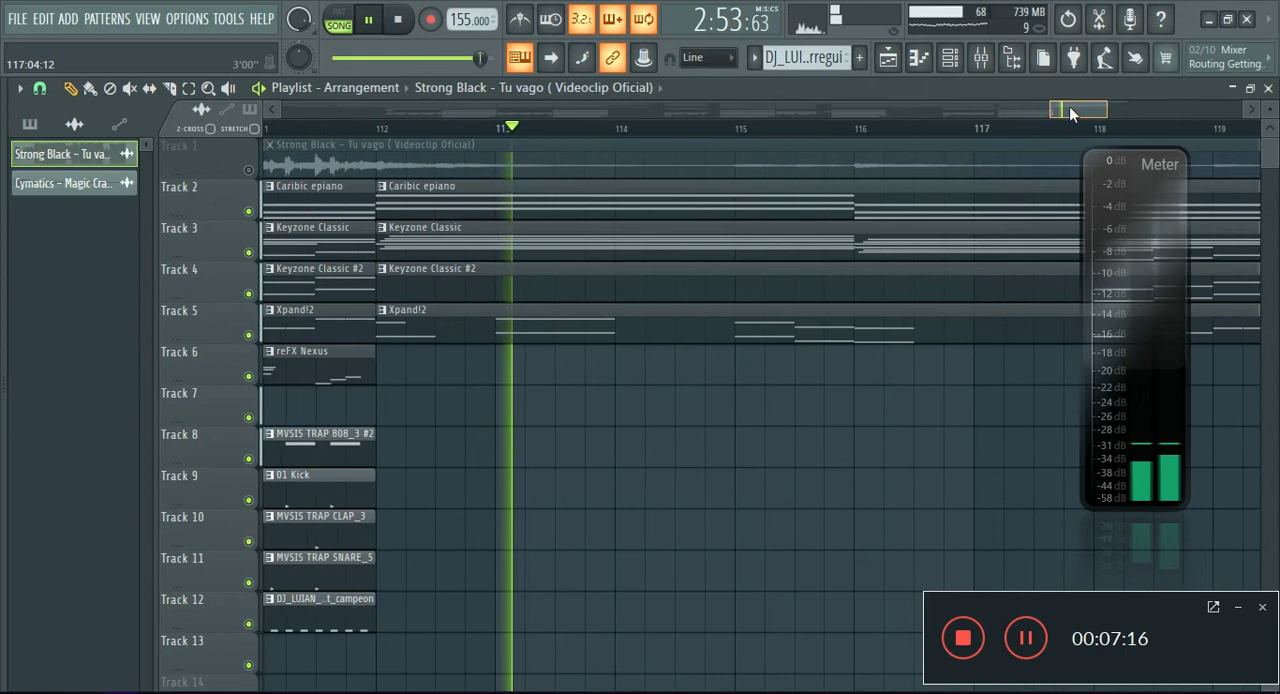 FILE EDIT ADD PATTERNS VIEW OPTIONS TOOLS HELP
PAT
SONG
155.000
3.2
2:53:63
M:S:CS
68
739 MB
9
117:04:12
3'00"
Line
DJ_LUI..rregui
02/10 Mixer
Routing Getting..
Playlist - Arrangement
Strong Black - Tu vago ( Videoclip Oficial)
Z-CROSS
STRETCH
1
112
113
114
115
116
117
118
119
Strong Black - Tu va..
Cymatics - Magic Cra..
Track 1
Strong Black - Tu vago ( Videoclip Oficial)
Track 2
Caribic epiano
Caribic epiano
Track 3
Keyzone Classic
Keyzone Classic
Track 4
Keyzone Classic #2
Keyzone Classic #2
Track 5
Xpand!2
Xpand!2
Track 6
reFX Nexus
Track 7
Track 8
MVSIS TRAP 808_3 #2
Track 9
01 Kick
Track 10
MVSIS TRAP CLAP_3
Track 11
MVSIS TRAP SNARE_5
Track 12
DJ_LUIAN_..t_campeon
Track 13
Track 14
Meter
0 dB
-2 dB
-4 dB
-6 dB
-8 dB
-10 dB
-12 dB
-14 dB
-16 dB
-18 dB
-20 dB
-22 dB
-24 dB
-26 dB
-28 dB
-31 dB
-34 dB
-38 dB
-44 dB
-58 dB
00:07:16